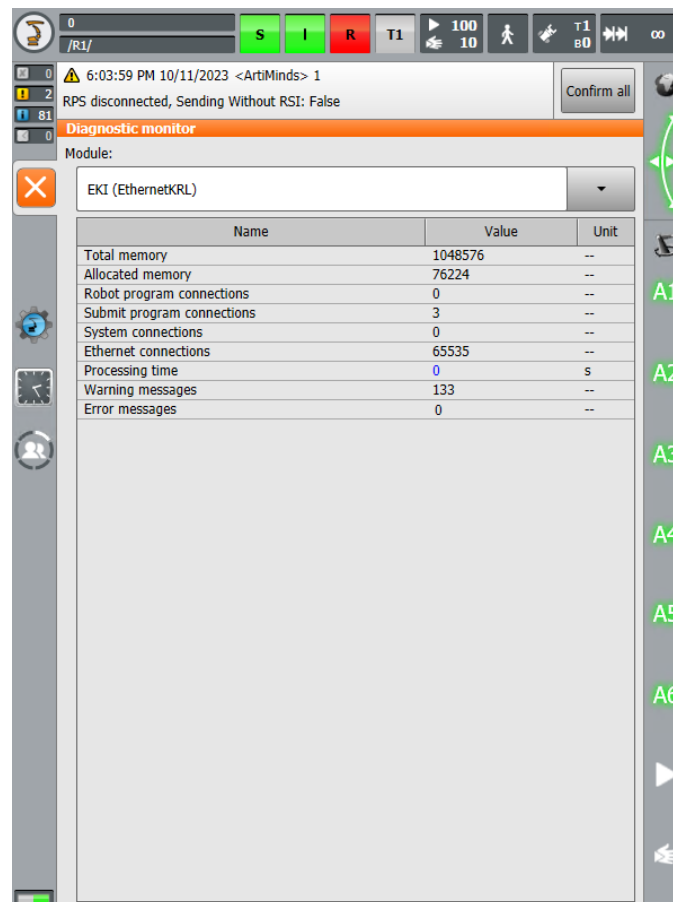 0
/R1/
S I R T1 100 10 T1 B0 ∞
0
2
81
0
6:03:59 PM 10/11/2023 <ArtiMinds> 1
RPS disconnected, Sending Without RSI: False
Confirm all
Diagnostic monitor
Module:
EKI (EthernetKRL)
Name Value Unit
Total memory 1048576 --
Allocated memory 76224 --
Robot program connections 0 --
Submit program connections 3 --
System connections 0 --
Ethernet connections 65535 --
Processing time 0 s
Warning messages 133 --
Error messages 0 --
A1
A2
A3
A4
A5
A6